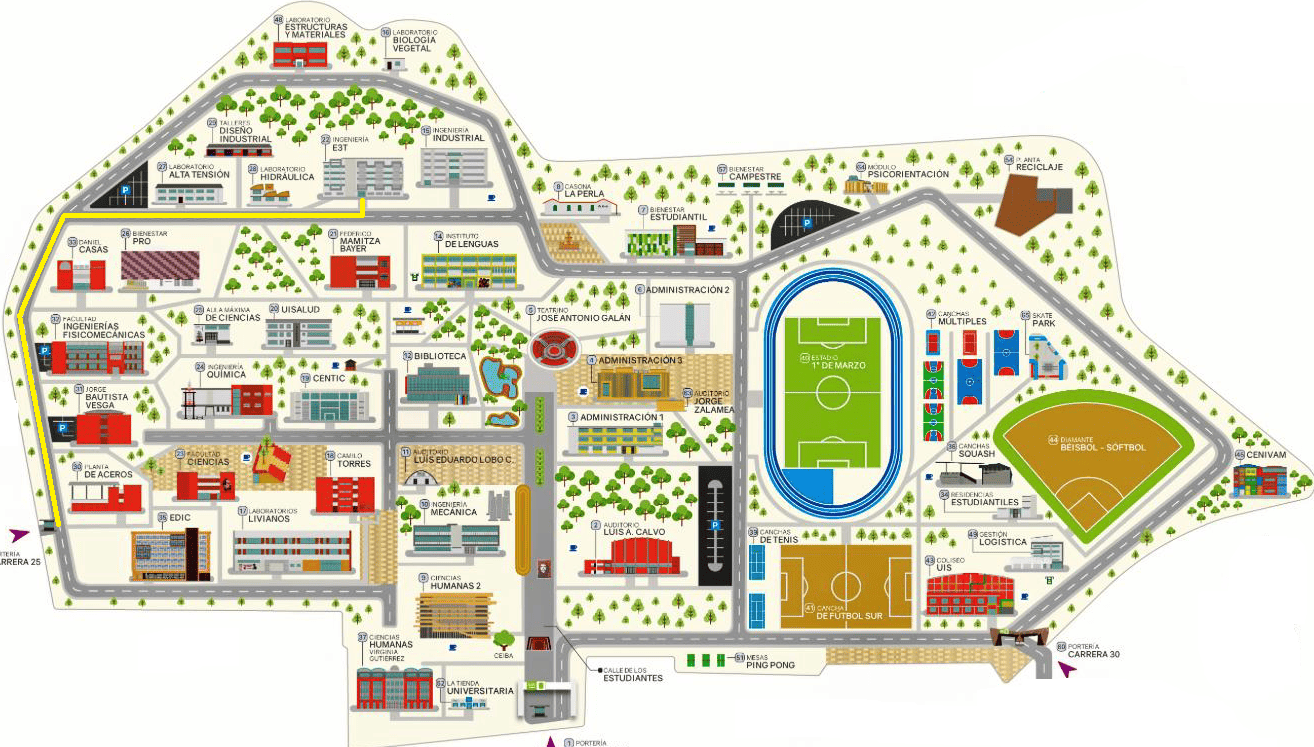 48 LABORATORIO
ESTRUCTURAS
Y MATERIALES
16 LABORATORIO
BIOLOGÍA
VEGETAL
29 TALLERES
DISEÑO
INDUSTRIAL
22 INGENIERÍA
E3T
15 INGENIERÍA
INDUSTRIAL
27 LABORATORIO
ALTA TENSIÓN
28 LABORATORIO
HIDRÁULICA
P
8 CASONA
LA PERLA
57 BIENESTAR
CAMPESTRE
64 MÓDULO
PSICORIENTACIÓN
54 PLANTA
RECICLAJE
7 BIENESTAR
ESTUDIANTIL
P
33 DANIEL
CASAS
26 BIENESTAR
PRO
21 FEDERICO
MAMITZA
BAYER
14 INSTITUTO
DE LENGUAS
6 ADMINISTRACIÓN 2
32 FACULTAD
INGENIERÍAS
FISICOMECÁNICAS
P
25 AULA MÁXIMA
DE CIENCIAS
20 UISALUD
5 TEATRINO
JOSÉ ANTONIO GALÁN
42 CANCHAS
MÚLTIPLES
65 SKATE
PARK
24 INGENIERÍA
QUÍMICA
19 CENTIC
12 BIBLIOTECA
4 ADMINISTRACIÓN 3
40 ESTADIO
1° DE MARZO
31 JORGE
BAUTISTA
VESGA
P
53 AUDITORIO
JORGE
ZALAMEA
3 ADMINISTRACIÓN 1
44 DIAMANTE
BEISBOL - SOFTBOL
30 PLANTA
DE ACEROS
23 FACULTAD
CIENCIAS
18 CAMILO
TORRES
11 AUDITORIO
LUIS EDUARDO LOBO C.
CANCHAS
SQUASH
45 CENIVAM
34 RESIDENCIAS
ESTUDIANTILES
35 EDIC
17 LABORATORIOS
LIVIANOS
10 INGENIERÍA
MECÁNICA
2 AUDITORIO
LUIS A. CALVO
P
39 CANCHAS
DE TENIS
49 GESTIÓN
LOGÍSTICA
RTERÍA
ARRERA 25
43 COLISEO
UIS
9 CIENCIAS
HUMANAS 2
41 CANCHA
DE FÚTBOL SUR
37 CIENCIAS
HUMANAS
VIRGINIA
GUTIÉRREZ
CEIBA
CALLE DE LOS
ESTUDIANTES
51 MESAS
PING PONG
60 PORTERÍA
CARRERA 30
52 LA TIENDA
UNIVERSITARIA
1 PORTERÍA